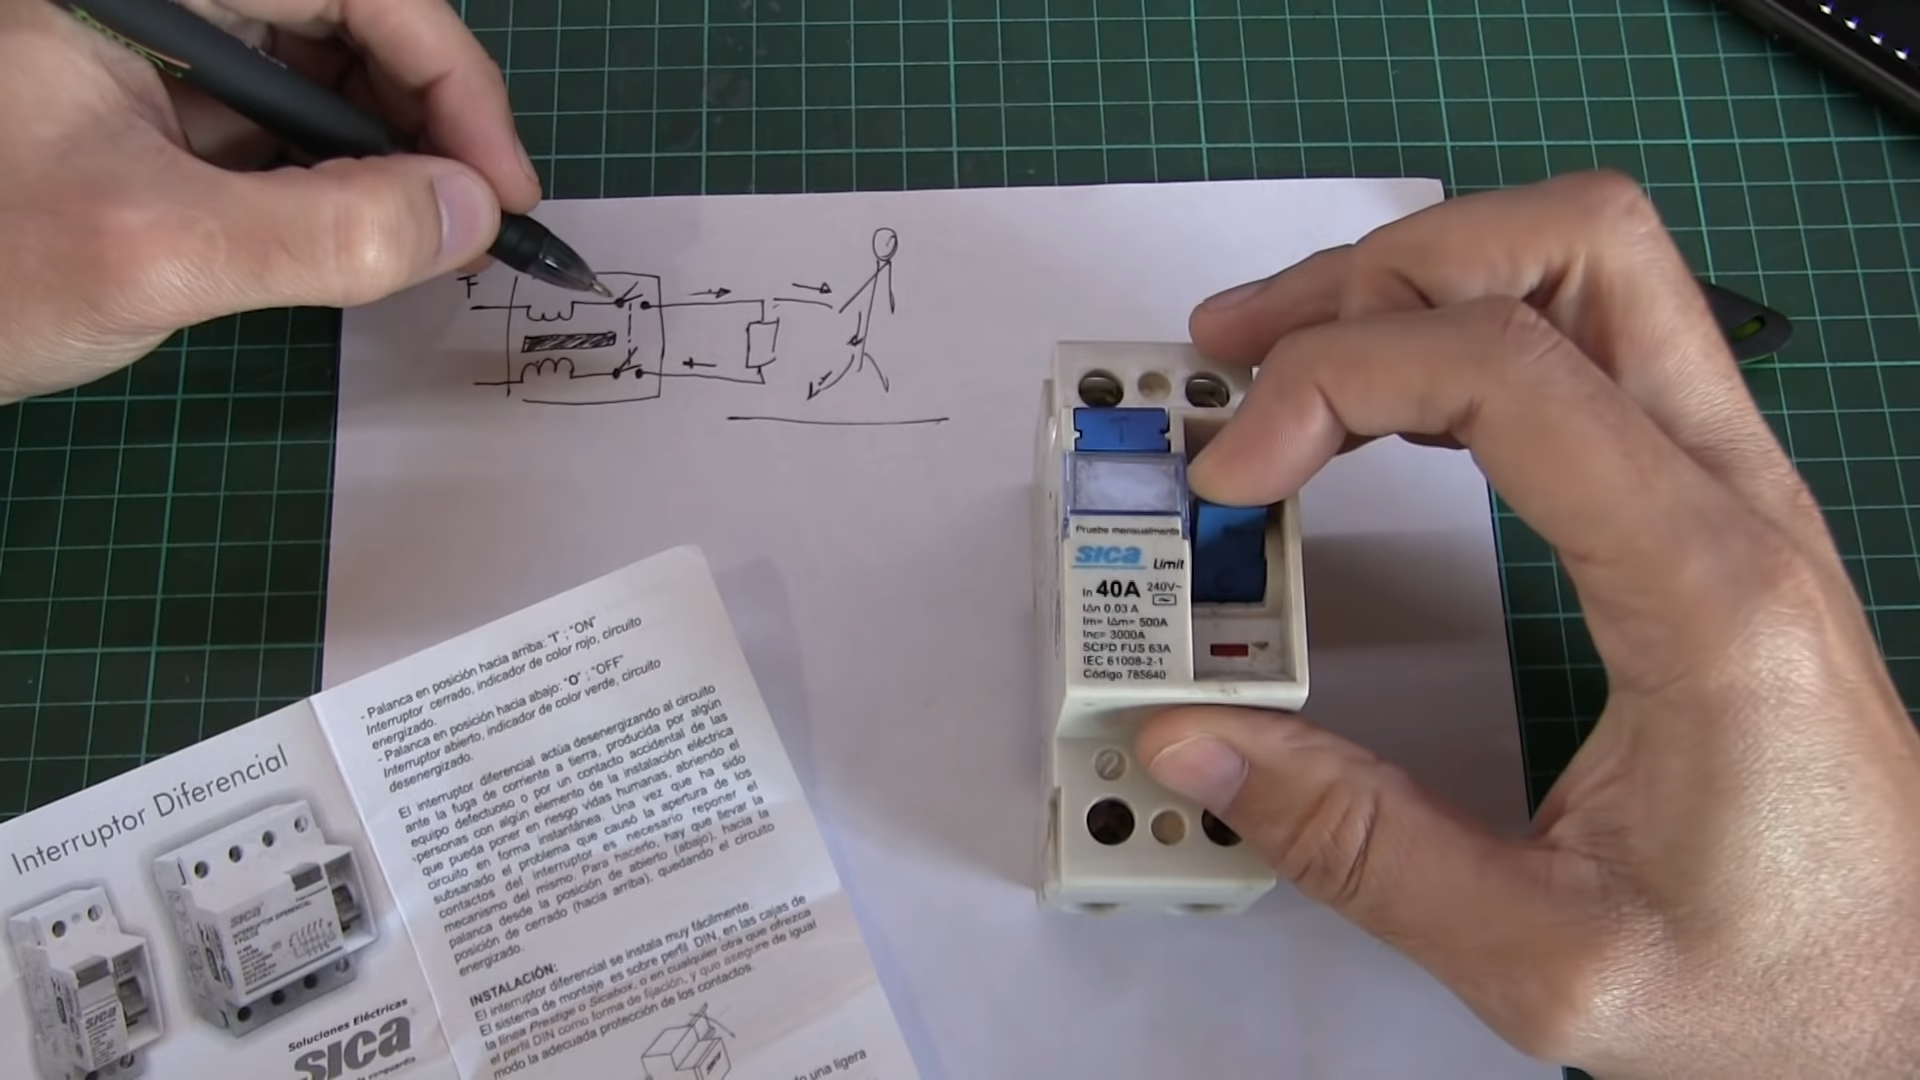 F
T
Pruebe mensualmente
sica Limit
In 40A 240V~
IΔn 0.03 A
Im= IΔm= 500A
Inc= 3000A
SCPD FUS 63A
IEC 61008-2-1
Código 785640
2
Interruptor Diferencial
sica
sica
INTERRUPTOR DIFERENCIAL
Soluciones Eléctricas
sica
vanguardia
- Palanca en posición hacia arriba: "I" ; "ON"
Interruptor cerrado, indicador de color rojo, circuito
energizado.
- Palanca en posición hacia abajo: "O" ; "OFF"
Interruptor abierto, indicador de color verde, circuito
desenergizado.
El interruptor diferencial actúa desenergizando al circuito
ante la fuga de corriente a tierra, producida por algún
equipo defectuoso o por un contacto accidental de las
personas con algún elemento de la instalación eléctrica
que pueda poner en riesgo vidas humanas, abriendo el
circuito en forma instantánea. Una vez que ha sido
subsanado el problema que causó la apertura de los
contactos del interruptor es necesario reponer el
mecanismo del mismo. Para hacerlo, hay que llevar la
palanca desde la posición de abierto (abajo), hacia la
posición de cerrado (hacia arriba), quedando el circuito
energizado.
INSTALACIÓN:
El interruptor diferencial se instala muy fácilmente.
El sistema de montaje es sobre perfil DIN, en las cajas de
la línea Prestige o Sicabox, o en cualquier otra que ofrezca
el perfil DIN como forma de fijación, y que asegure de igual
modo la adecuada protección de los contactos.
una ligera